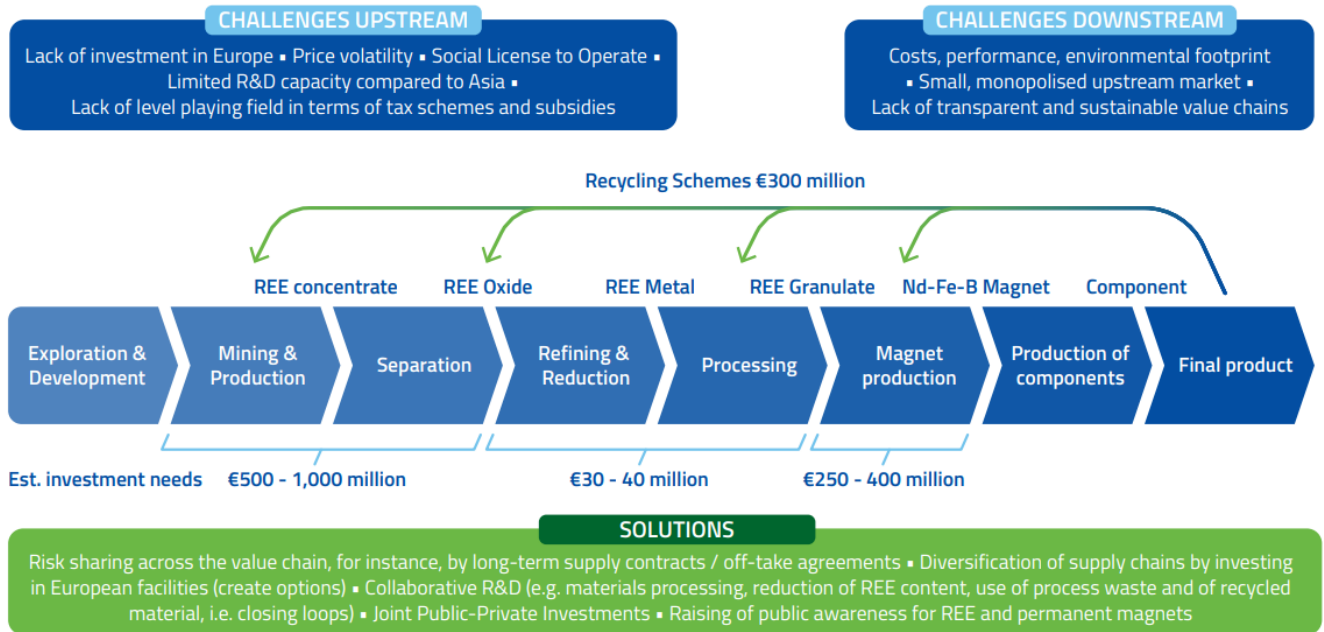 CHALLENGES UPSTREAM
Lack of investment in Europe ▪ Price volatility ▪ Social License to Operate ▪
Limited R&D capacity compared to Asia ▪
Lack of level playing field in terms of tax schemes and subsidies
CHALLENGES DOWNSTREAM
Costs, performance, environmental footprint
▪ Small, monopolised upstream market ▪
Lack of transparent and sustainable value chains
Recycling Schemes €300 million
REE concentrate
REE Oxide
REE Metal
REE Granulate
Nd-Fe-B Magnet
Component
Exploration &
Development
Mining &
Production
Separation
Refining &
Reduction
Processing
Magnet
production
Production of
components
Final product
Est. investment needs
€500 - 1,000 million
€30 - 40 million
€250 - 400 million
SOLUTIONS
Risk sharing across the value chain, for instance, by long-term supply contracts / off-take agreements ▪ Diversification of supply chains by investing
in European facilities (create options) ▪ Collaborative R&D (e.g. materials processing, reduction of REE content, use of process waste and of recycled
material, i.e. closing loops) ▪ Joint Public-Private Investments ▪ Raising of public awareness for REE and permanent magnets